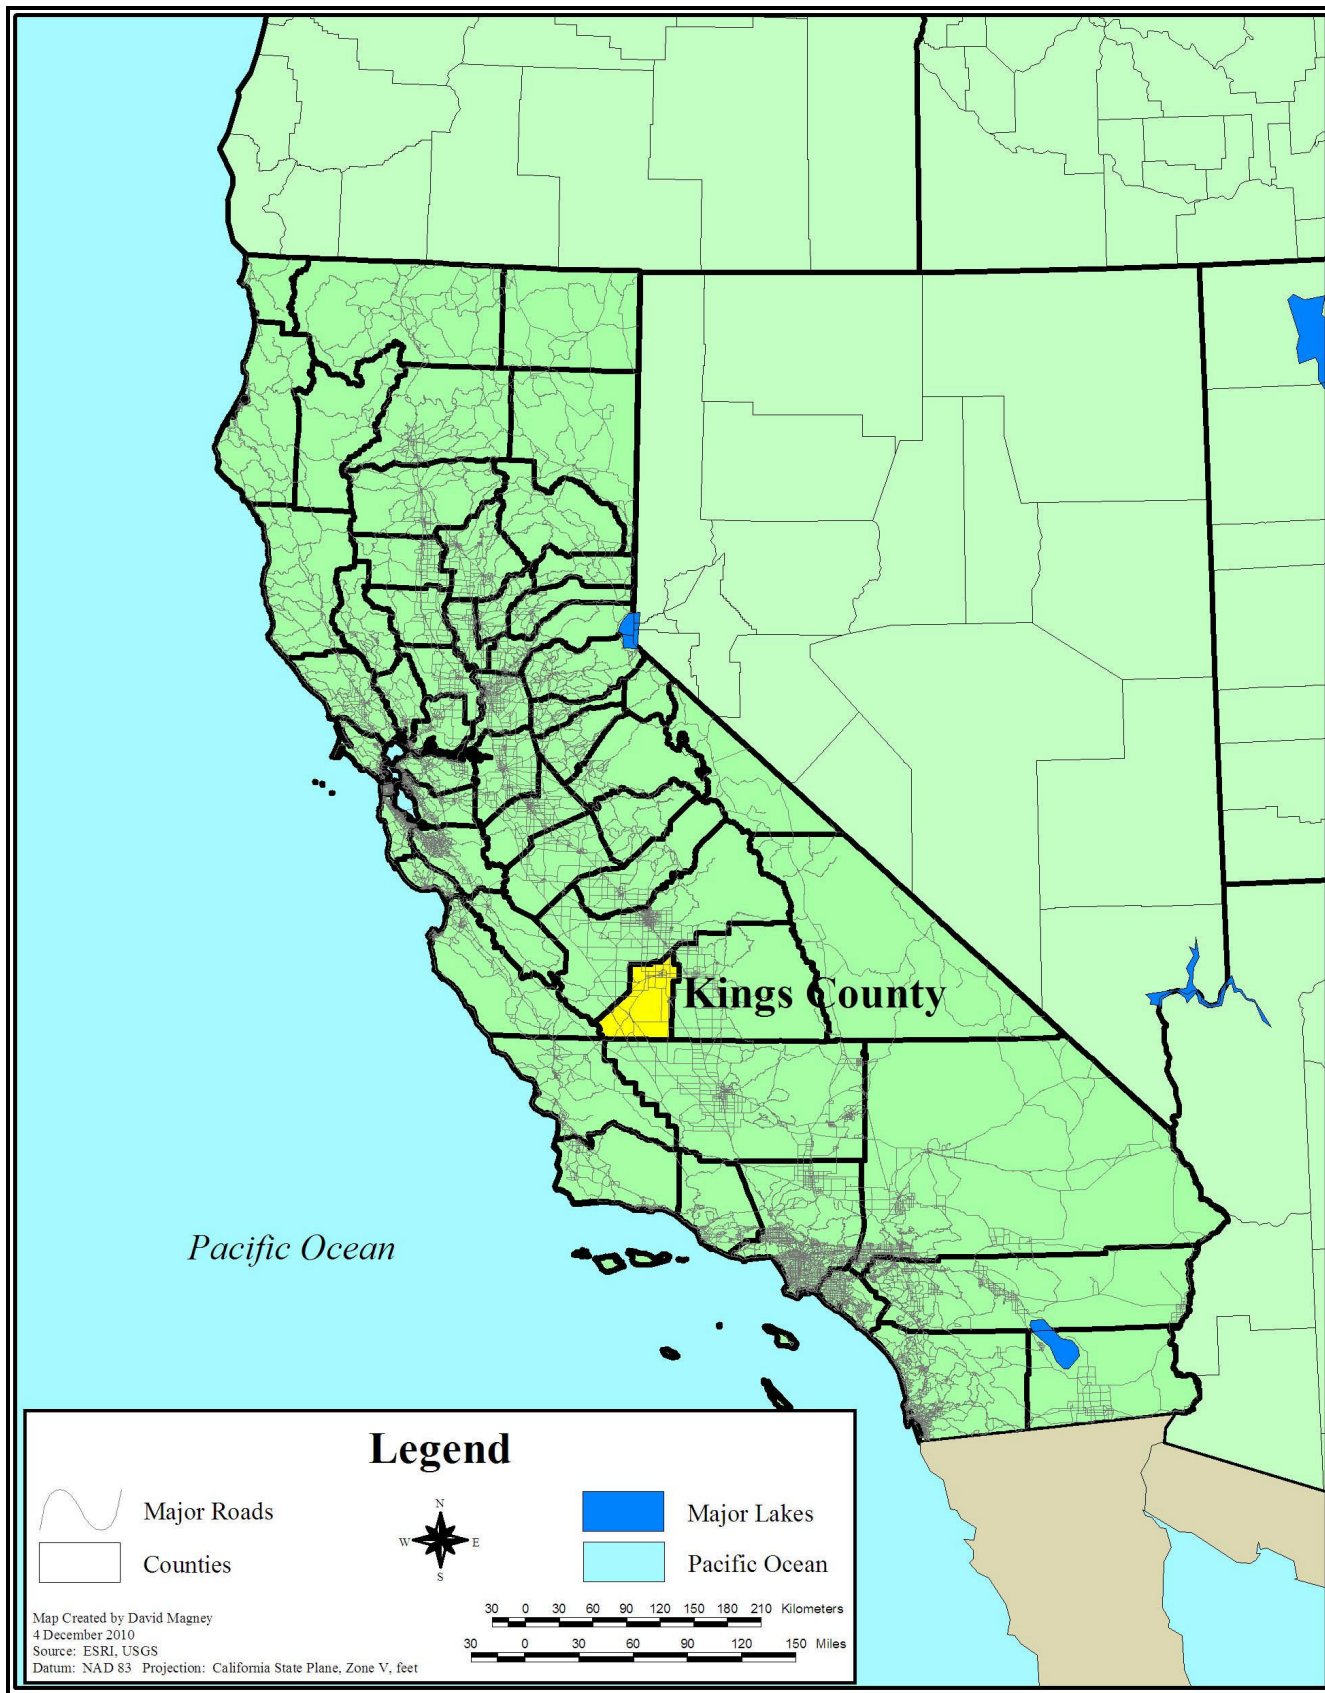 Kings County
Pacific Ocean
Legend
Major Roads
Counties
N
W E
S
Major Lakes
Pacific Ocean
Map Created by David Magney
4 December 2010
Source: ESRI, USGS
Datum: NAD 83 Projection: California State Plane, Zone V, feet
30 0 30 60 90 120 150 180 210 Kilometers
30 0 30 60 90 120 150 Miles